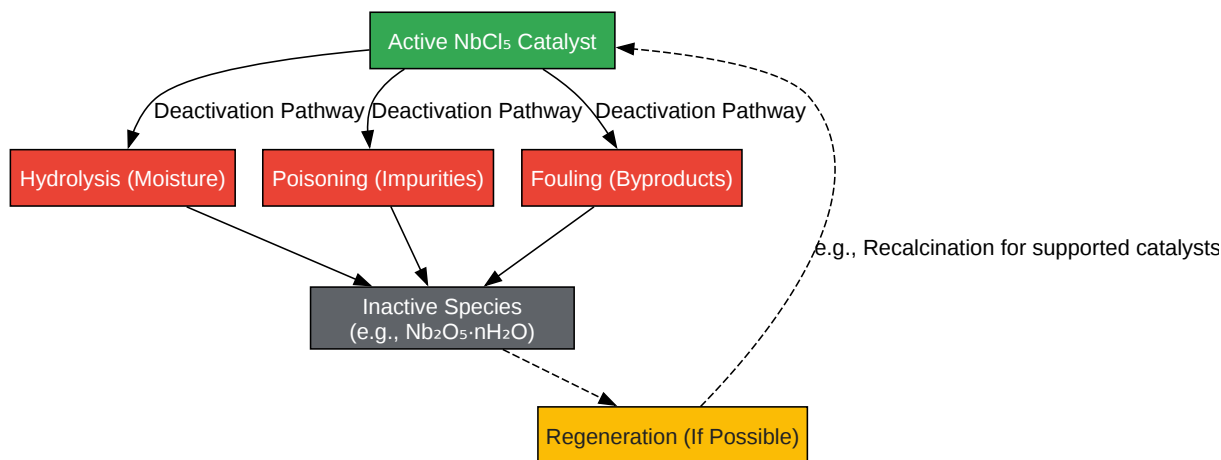 Active NbCl₅ Catalyst
Deactivation Pathway
Deactivation Pathway
Deactivation Pathway
Hydrolysis (Moisture)
Poisoning (Impurities)
Fouling (Byproducts)
e.g., Recalcination for supported catalysts
Inactive Species
(e.g., Nb₂O₅·nH₂O)
Regeneration (If Possible)